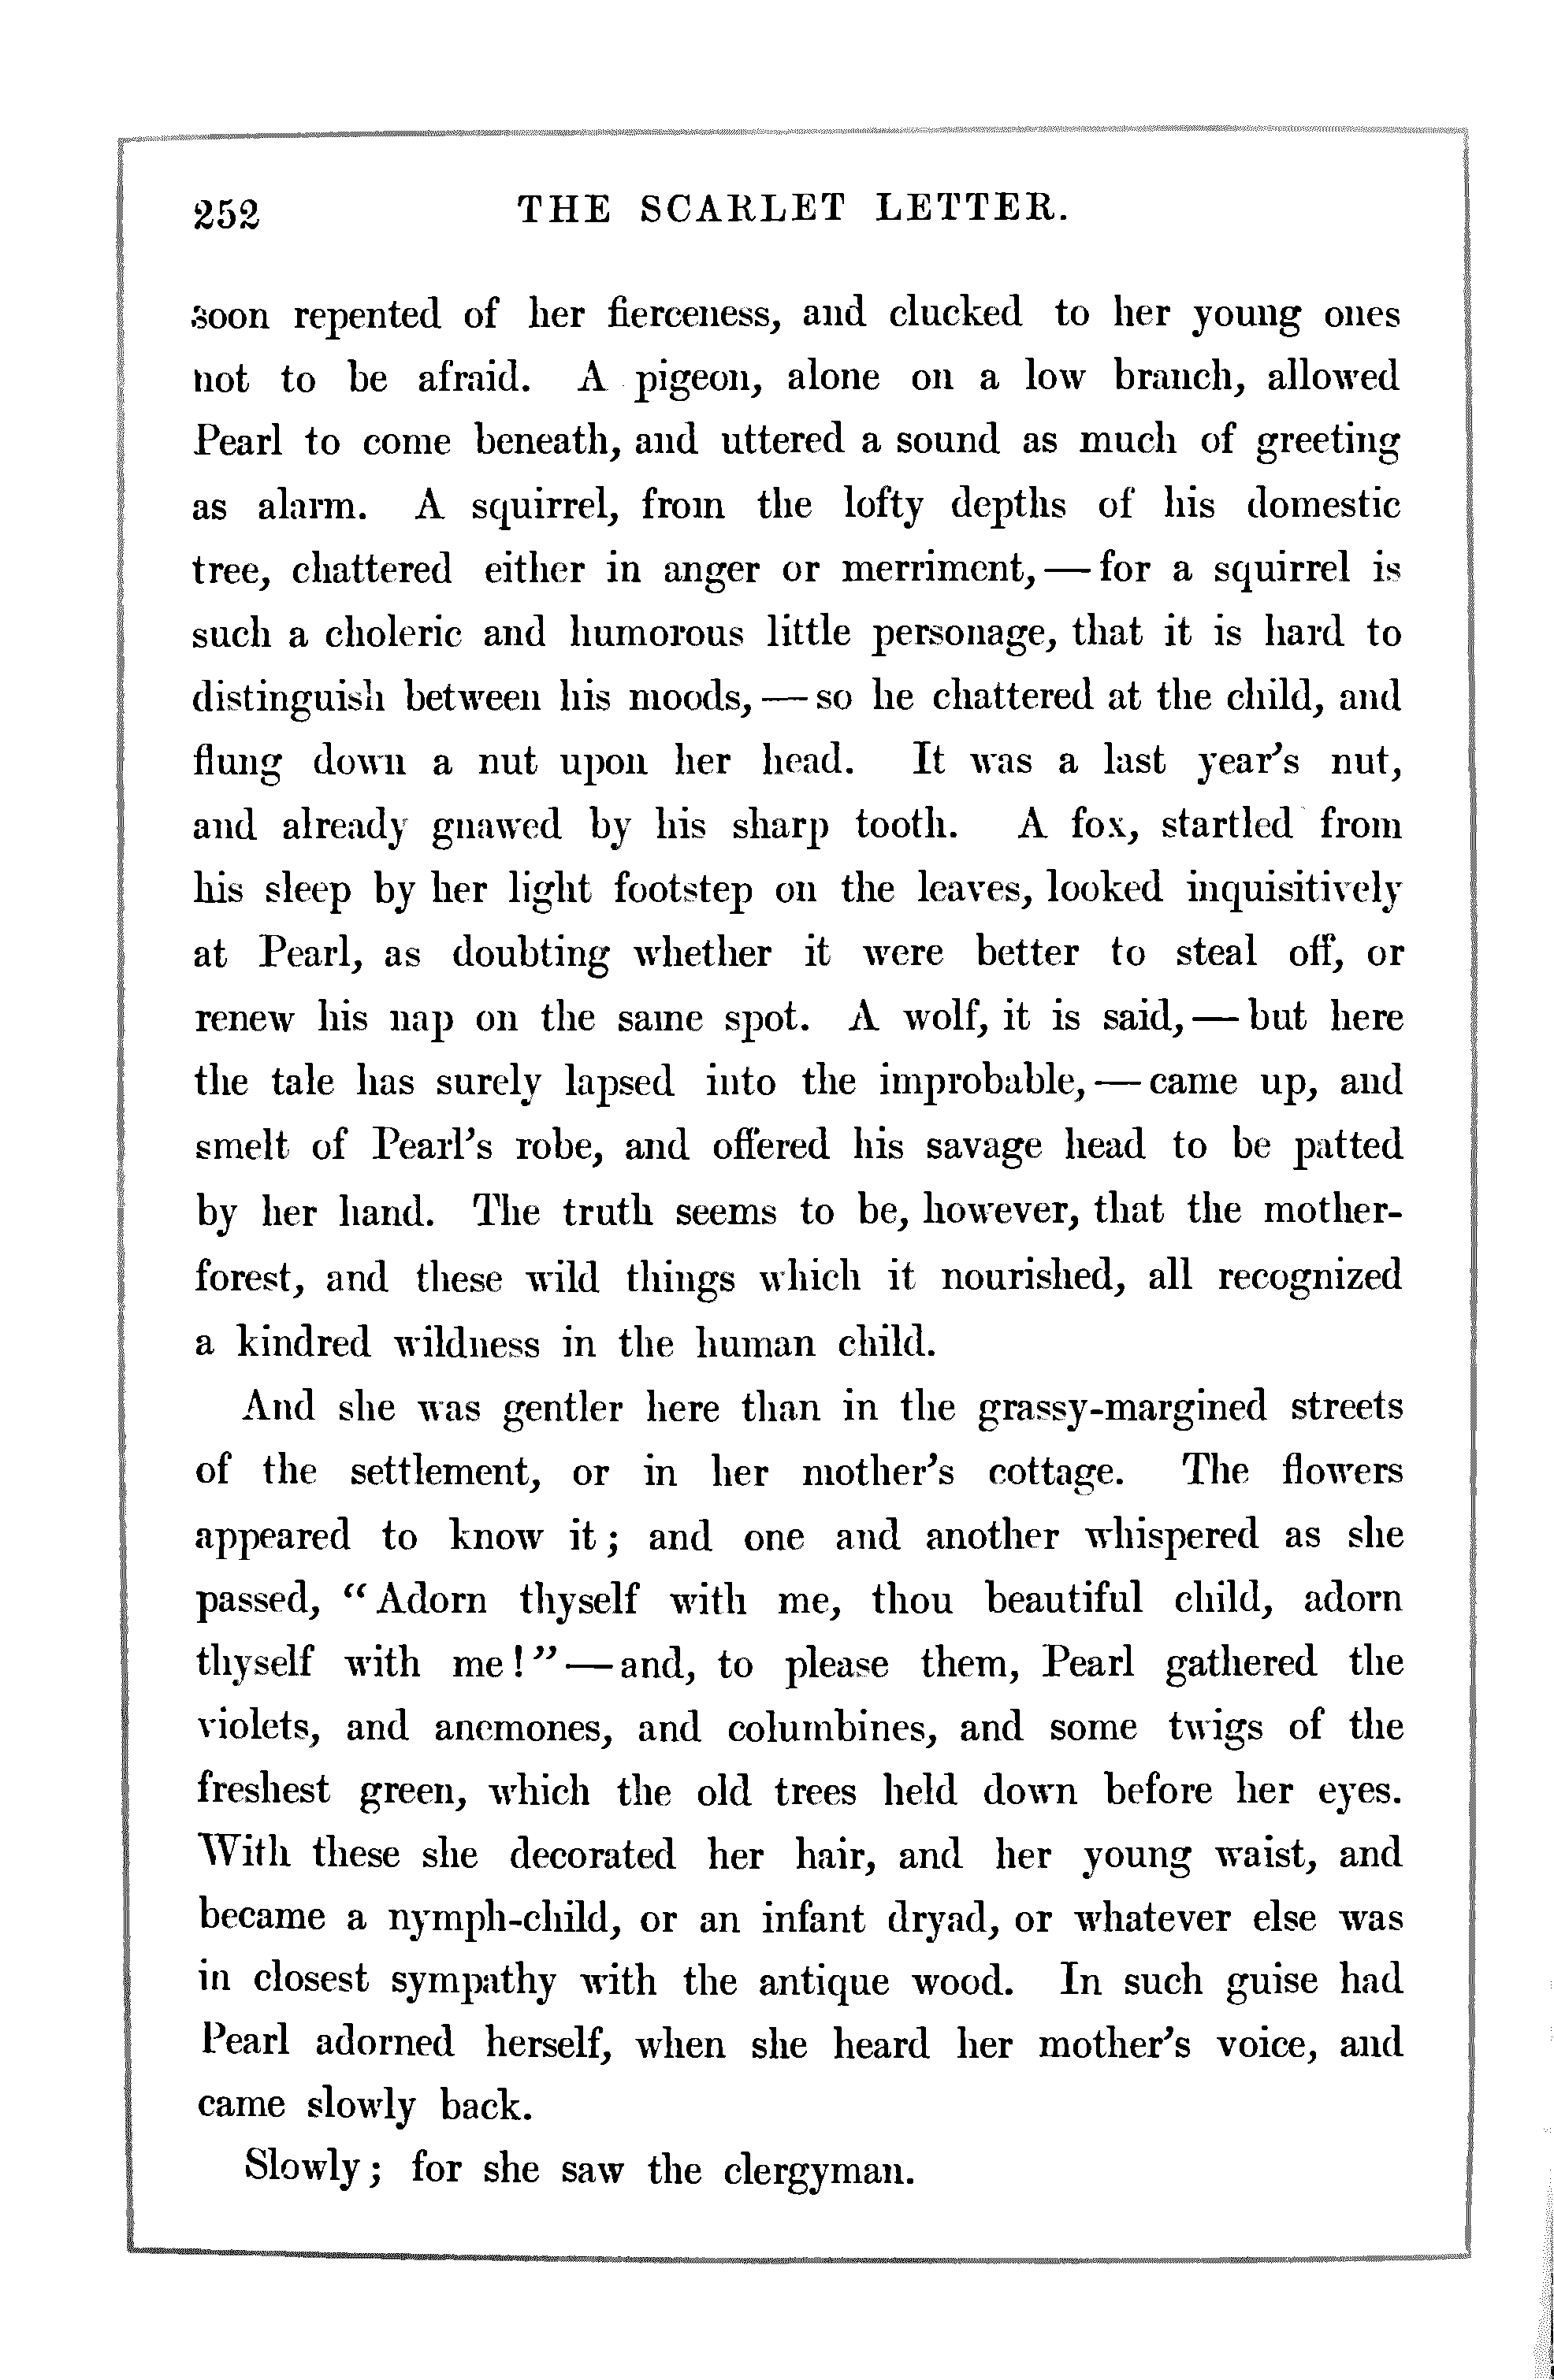 252 THE SCARLET LETTER.
soon repented of her fierceness, and clucked to her young ones
not to be afraid. A pigeon, alone on a low branch, allowed
Pearl to come beneath, and uttered a sound as much of greeting
as alarm. A squirrel, from the lofty depths of his domestic
tree, chattered either in anger or merriment,—for a squirrel is
such a choleric and humorous little personage, that it is hard to
distinguish between his moods,—so he chattered at the child, and
flung down a nut upon her head. It was a last year's nut,
and already gnawed by his sharp tooth. A fox, startled from
his sleep by her light footstep on the leaves, looked inquisitively
at Pearl, as doubting whether it were better to steal off, or
renew his nap on the same spot. A wolf, it is said,—but here
the tale has surely lapsed into the improbable,—came up, and
smelt of Pearl's robe, and offered his savage head to be patted
by her hand. The truth seems to be, however, that the mother-
forest, and these wild things which it nourished, all recognized
a kindred wildness in the human child.
And she was gentler here than in the grassy-margined streets
of the settlement, or in her mother's cottage. The flowers
appeared to know it; and one and another whispered as she
passed, "Adorn thyself with me, thou beautiful child, adorn
thyself with me!"—and, to please them, Pearl gathered the
violets, and anemones, and columbines, and some twigs of the
freshest green, which the old trees held down before her eyes.
With these she decorated her hair, and her young waist, and
became a nymph-child, or an infant dryad, or whatever else was
in closest sympathy with the antique wood. In such guise had
Pearl adorned herself, when she heard her mother's voice, and
came slowly back.
Slowly; for she saw the clergyman.